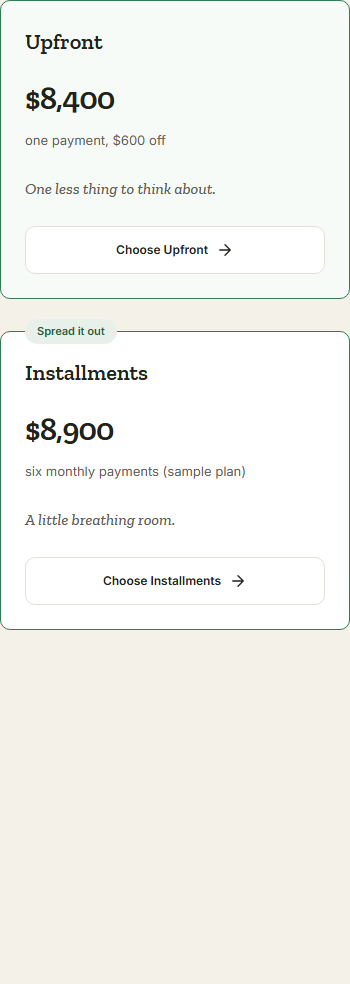 Upfront
$8,400
one payment, $600 off
One less thing to think about.
Choose Upfront →
Spread it out
Installments
$8,900
six monthly payments (sample plan)
A little breathing room.
Choose Installments →